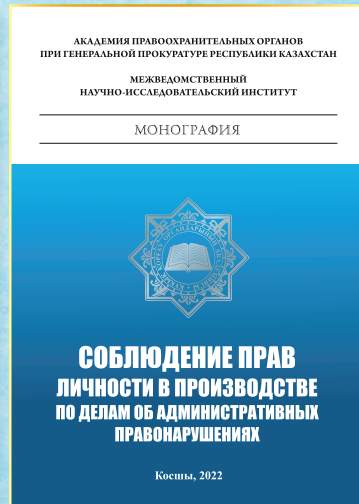 АКАДЕМИЯ ПРАВООХРАНИТЕЛЬНЫХ ОРГАНОВ
ПРИ ГЕНЕРАЛЬНОЙ ПРОКУРАТУРЕ РЕСПУБЛИКИ КАЗАХСТАН
МЕЖВЕДОМСТВЕННЫЙ
НАУЧНО-ИССЛЕДОВАТЕЛЬСКИЙ ИНСТИТУТ
МОНОГРАФИЯ
СОБЛЮДЕНИЕ ПРАВ
ЛИЧНОСТИ В ПРОИЗВОДСТВЕ
ПО ДЕЛАМ ОБ АДМИНИСТРАТИВНЫХ
ПРАВОНАРУШЕНИЯХ
Косшы, 2022